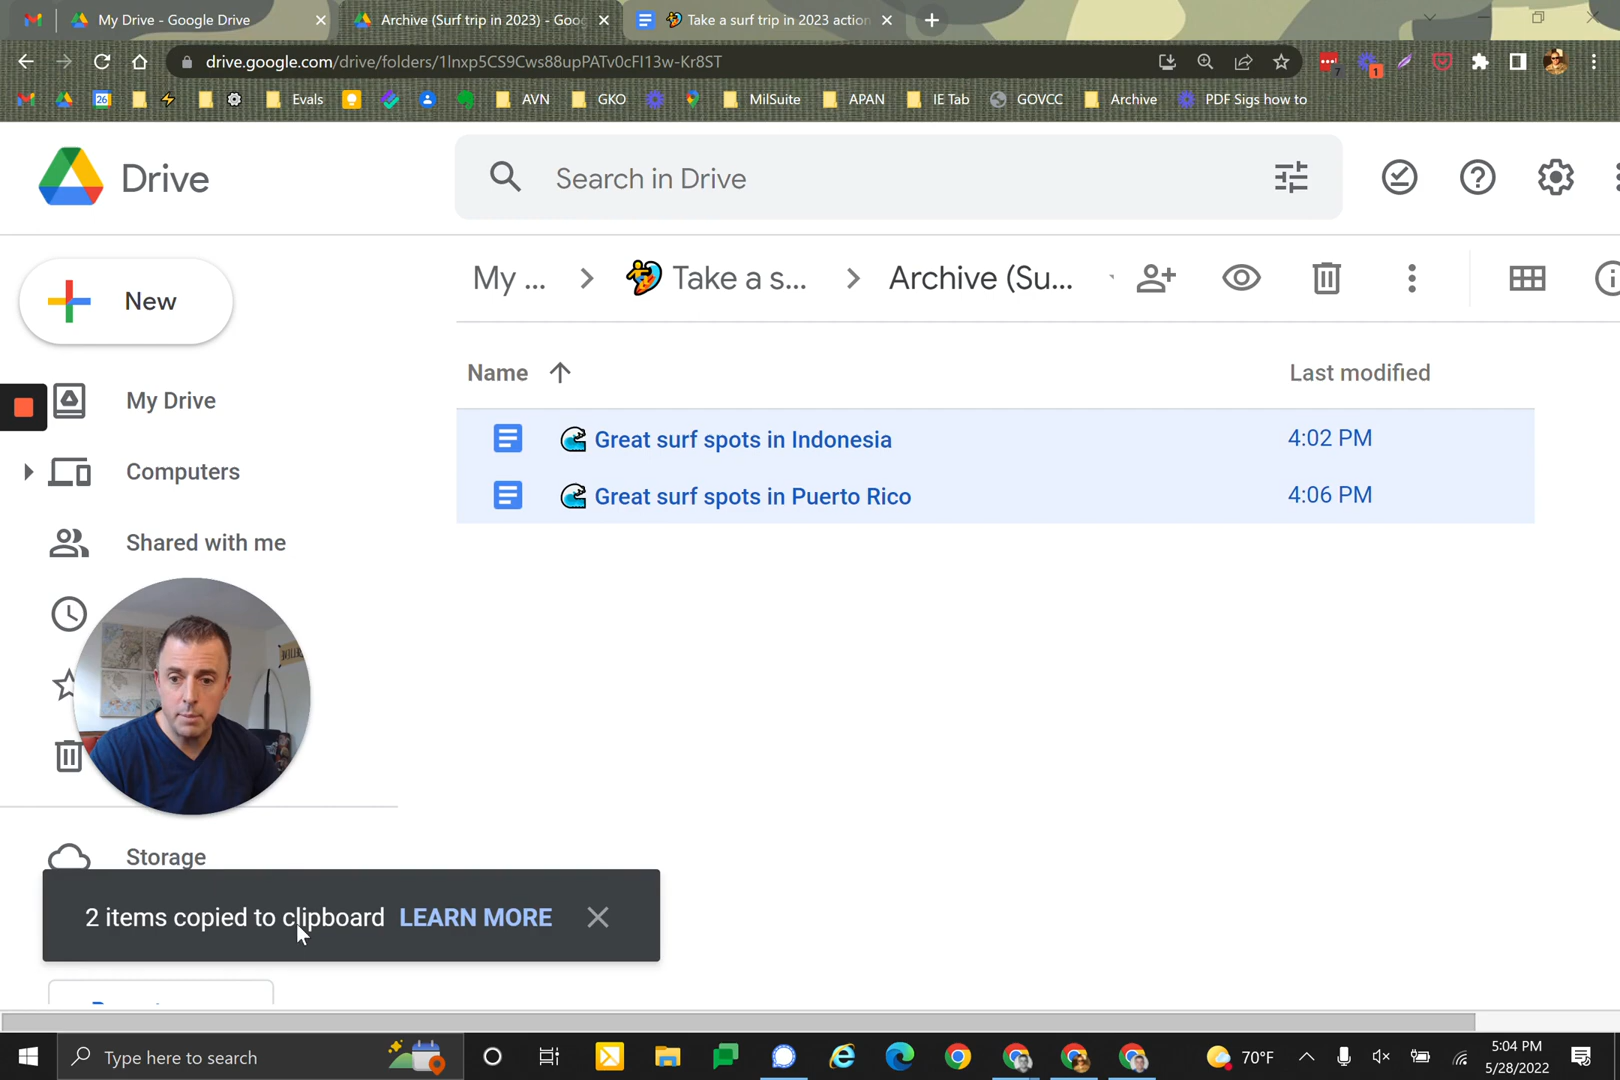 My Drive - Google Drive
Archive (Surf trip in 2023) - Goo
Take a surf trip in 2023 action
drive.google.com/drive/folders/1Inxp5CS9Cws88upPATv0cFI13w-Kr8ST
7
1
26
Evals
AVN
GKO
MilSuite
APAN
IE Tab
GOVCC
Archive
PDF Sigs how to
Drive
Search in Drive
New
My ...
Take a s...
Archive (Su...
Name
Last modified
My Drive
Great surf spots in Indonesia
4:02 PM
Computers
Great surf spots in Puerto Rico
4:06 PM
Shared with me
Storage
2 items copied to clipboard LEARN MORE
Type here to search
70°F
5:04 PM
5/28/2022